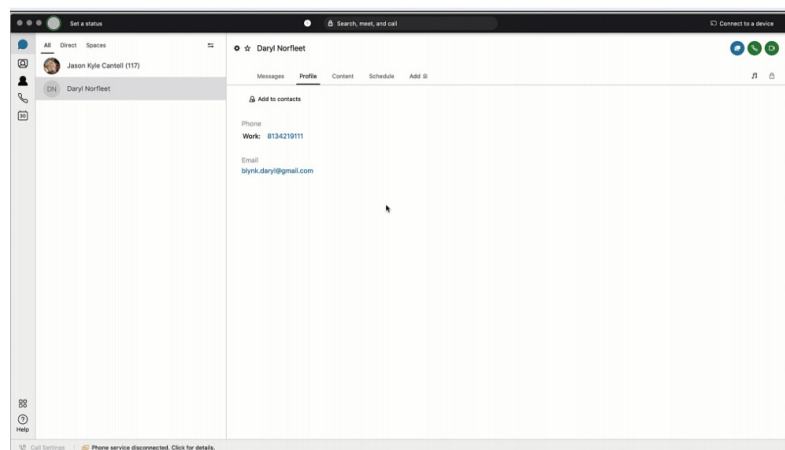 Set a status
Search, meet, and call
Connect to a device
All Direct Spaces
Jason Kyle Cantell (117)
DN Daryl Norfleet
30
Help
Daryl Norfleet
Messages Profile Content Schedule Add
Add to contacts
Phone
Work: 8134219111
Email
blynk.daryl@gmail.com
Call Settings Phone service disconnected. Click for details.